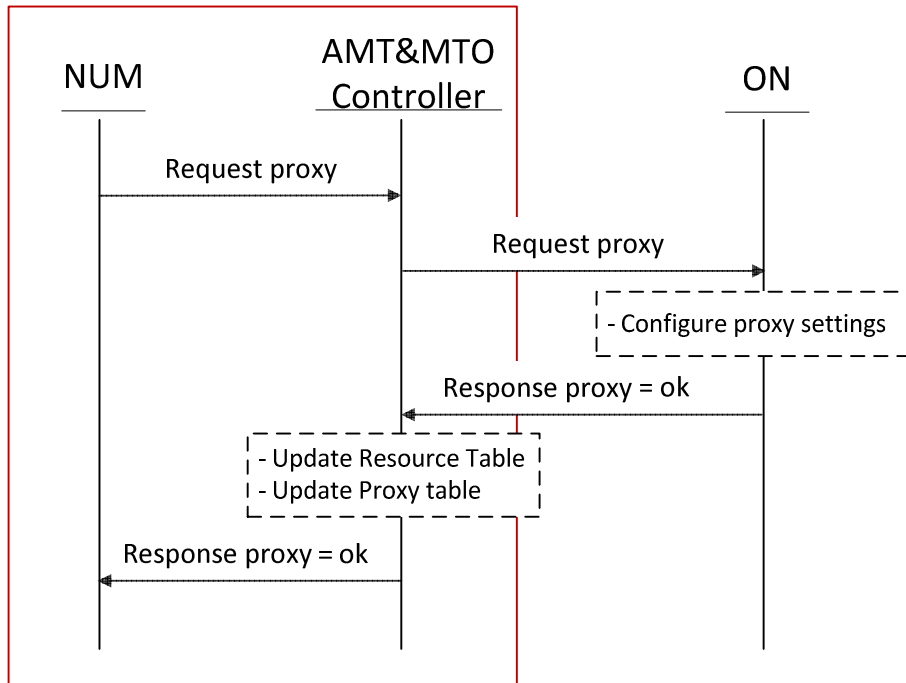 NUM
AMT&MTO
Controller
ON
Request proxy
Request proxy
- Configure proxy settings
Response proxy = ok
- Update Resource Table
- Update Proxy table
Response proxy = ok